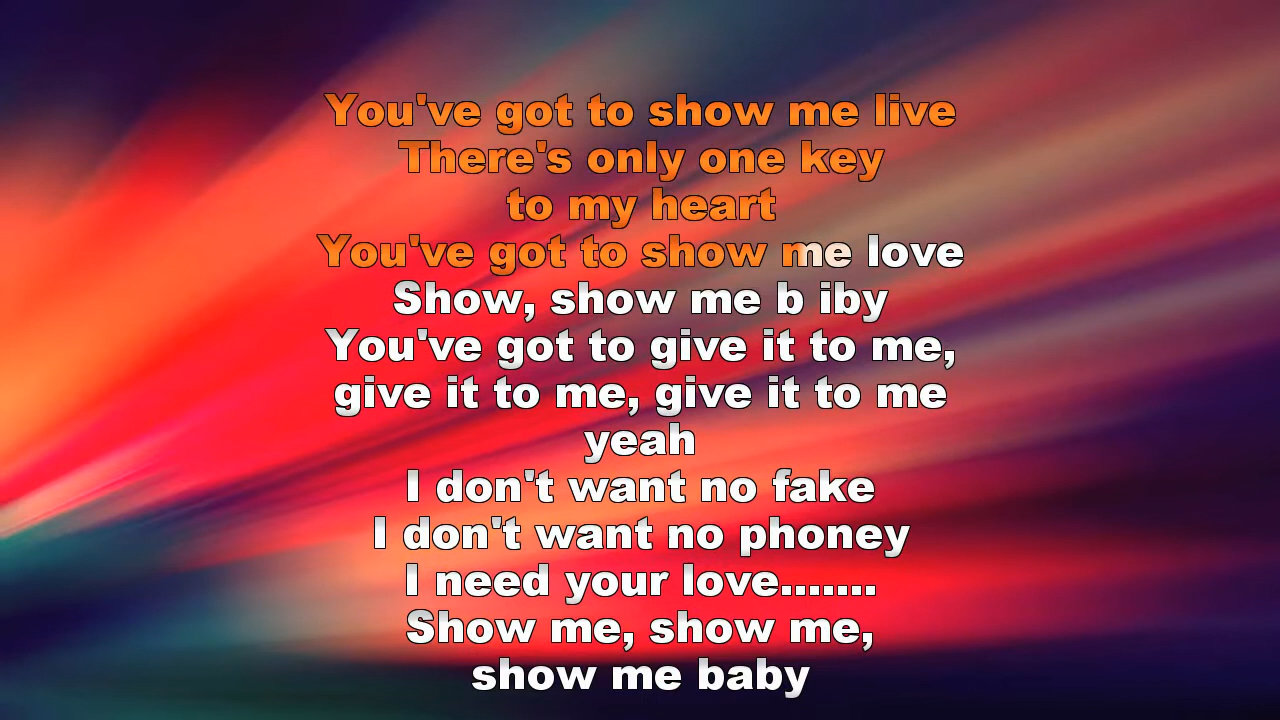 You've got to show me live
There's only one key
to my heart
You've got to show me love
Show, show me b iby
You've got to give it to me,
give it to me, give it to me
yeah
I don't want no fake
I don't want no phoney
I need your love.......
Show me, show me,
show me baby